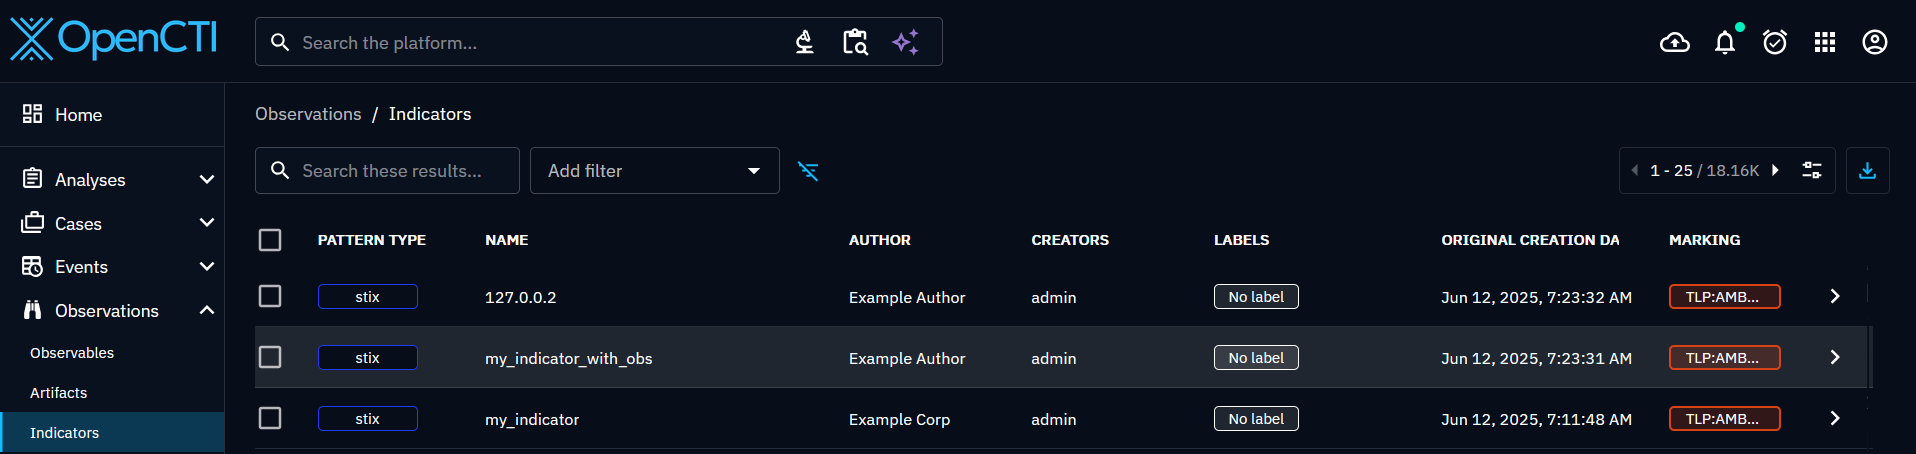 OpenCTI
Search the platform...
Home
Analyses
Cases
Events
Observations
Observables
Artifacts
Indicators
Observations / Indicators
Search these results...
Add filter
1 - 25 / 18.16K
PATTERN TYPE NAME AUTHOR CREATORS LABELS ORIGINAL CREATION DA MARKING
stix 127.0.0.2 Example Author admin No label Jun 12, 2025, 7:23:32 AM TLP:AMB...
stix my_indicator_with_obs Example Author admin No label Jun 12, 2025, 7:23:31 AM TLP:AMB...
stix my_indicator Example Corp admin No label Jun 12, 2025, 7:11:48 AM TLP:AMB...